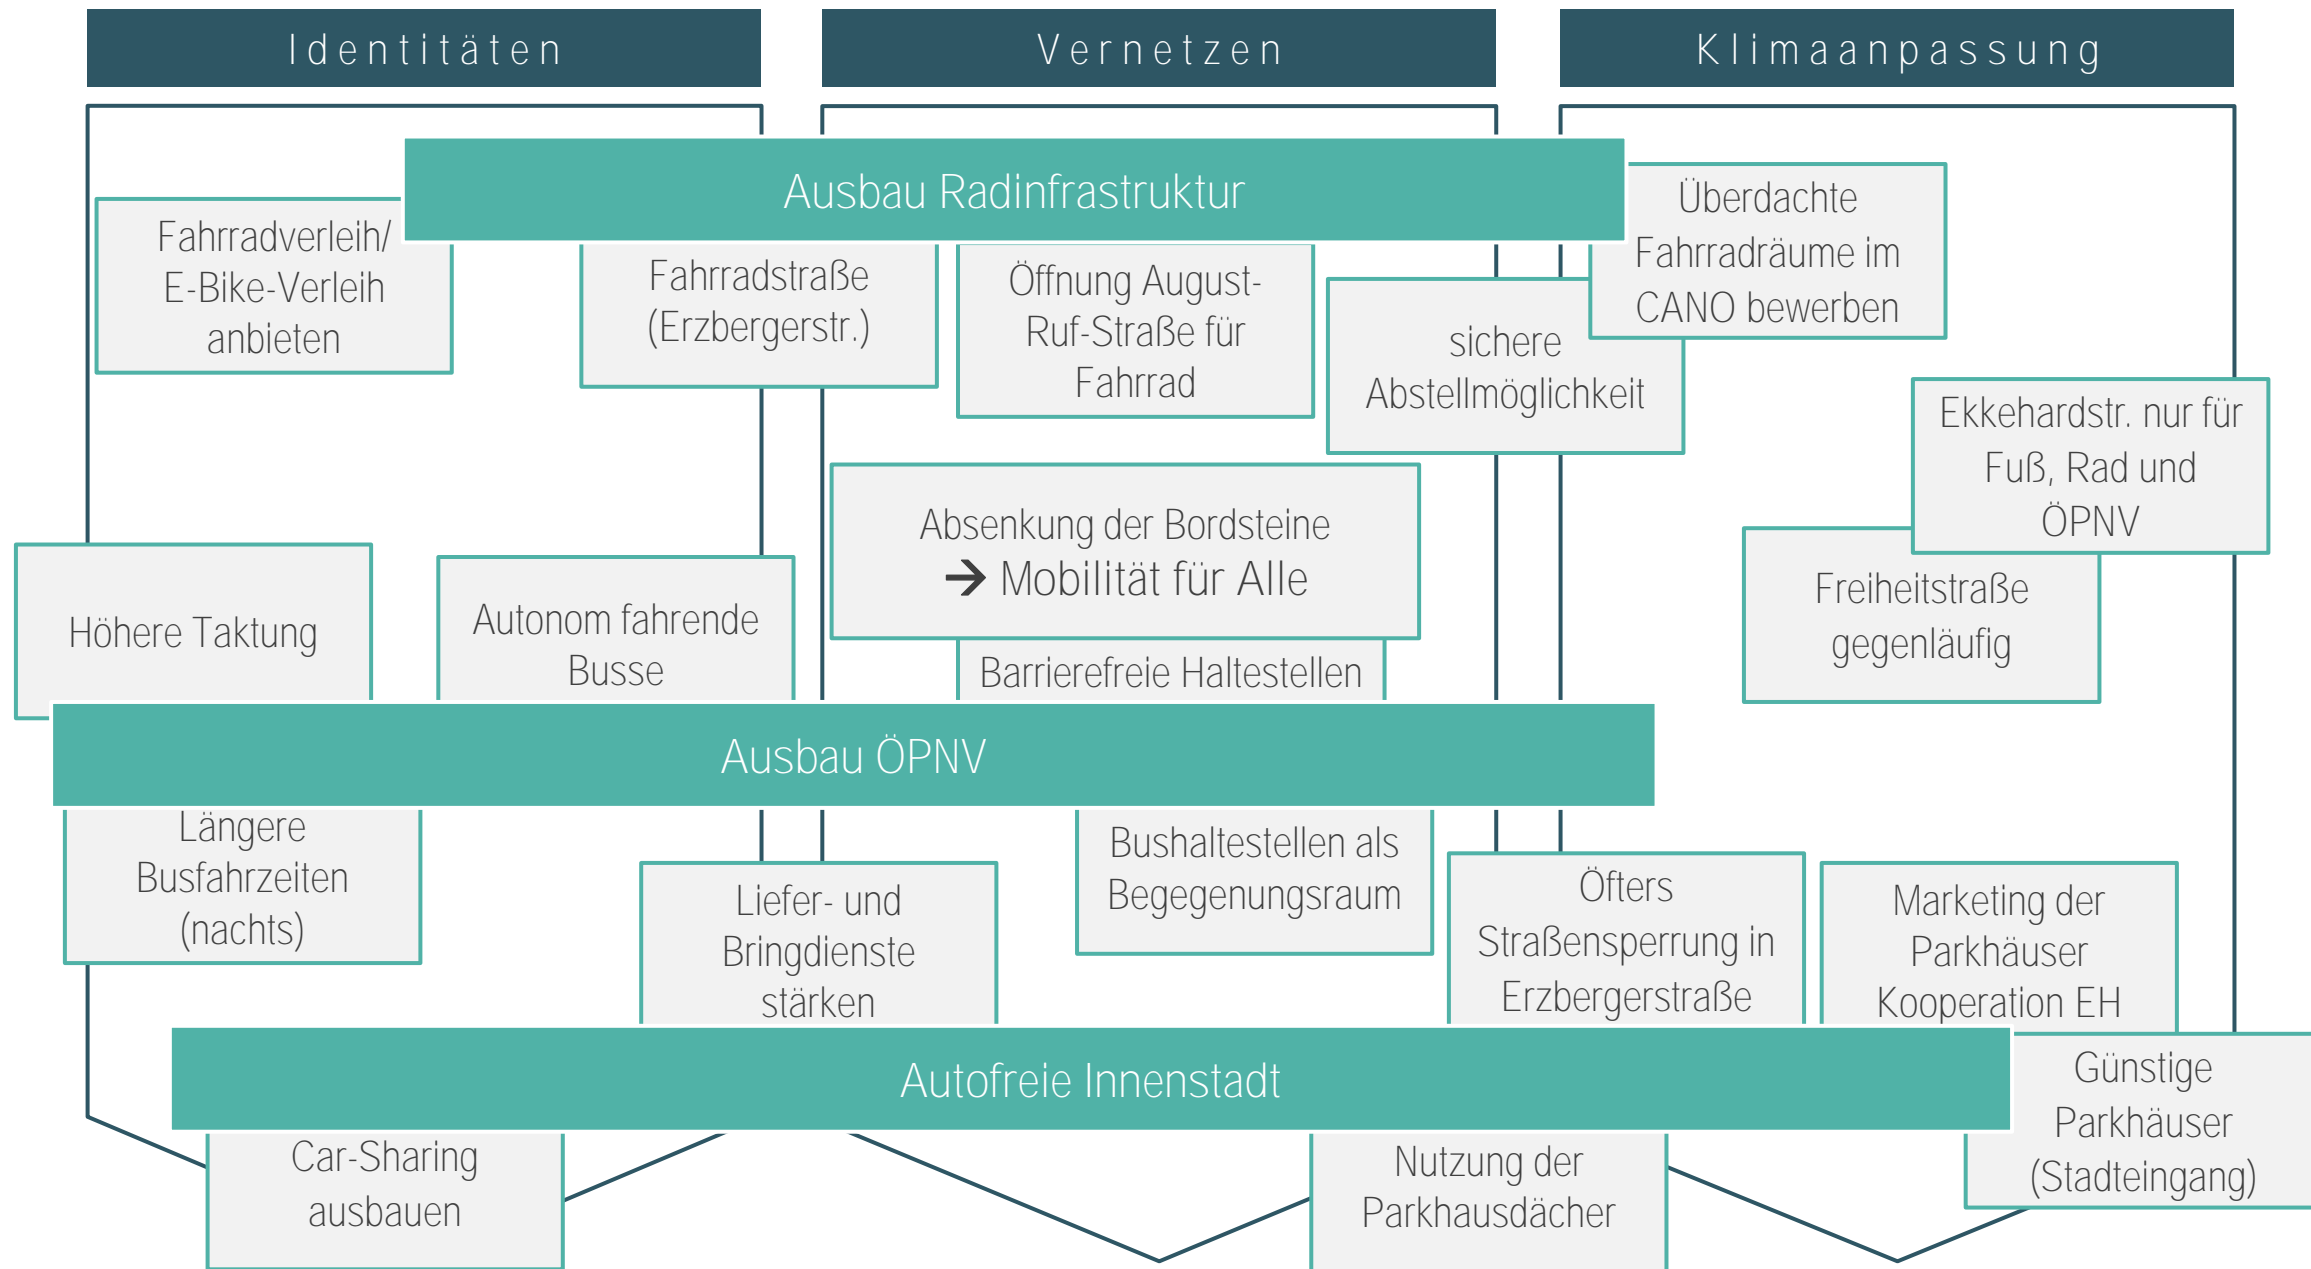 Identitäten
Vernetzen
Klimaanpassung
Ausbau Radinfrastruktur
Fahrradverleih/
E-Bike-Verleih
anbieten
Fahrradstraße
(Erzbergerstr.)
Öffnung August-
Ruf-Straße für
Fahrrad
sichere
Abstellmöglichkeit
Überdachte
Fahrradräume im
CANO bewerben
Ekkehardstr. nur für
Fuß, Rad und
ÖPNV
Absenkung der Bordsteine
→ Mobilität für Alle
Freiheitstraße
gegenläufig
Höhere Taktung
Autonom fahrende
Busse
Barrierefreie Haltestellen
Ausbau ÖPNV
Längere
Busfahrzeiten
(nachts)
Liefer- und
Bringdienste
stärken
Bushaltestellen als
Begegenungsraum
Öfters
Straßensperrung in
Erzbergerstraße
Marketing der
Parkhäuser
Kooperation EH
Autofreie Innenstadt
Günstige
Parkhäuser
(Stadteingang)
Car-Sharing
ausbauen
Nutzung der
Parkhausdächer